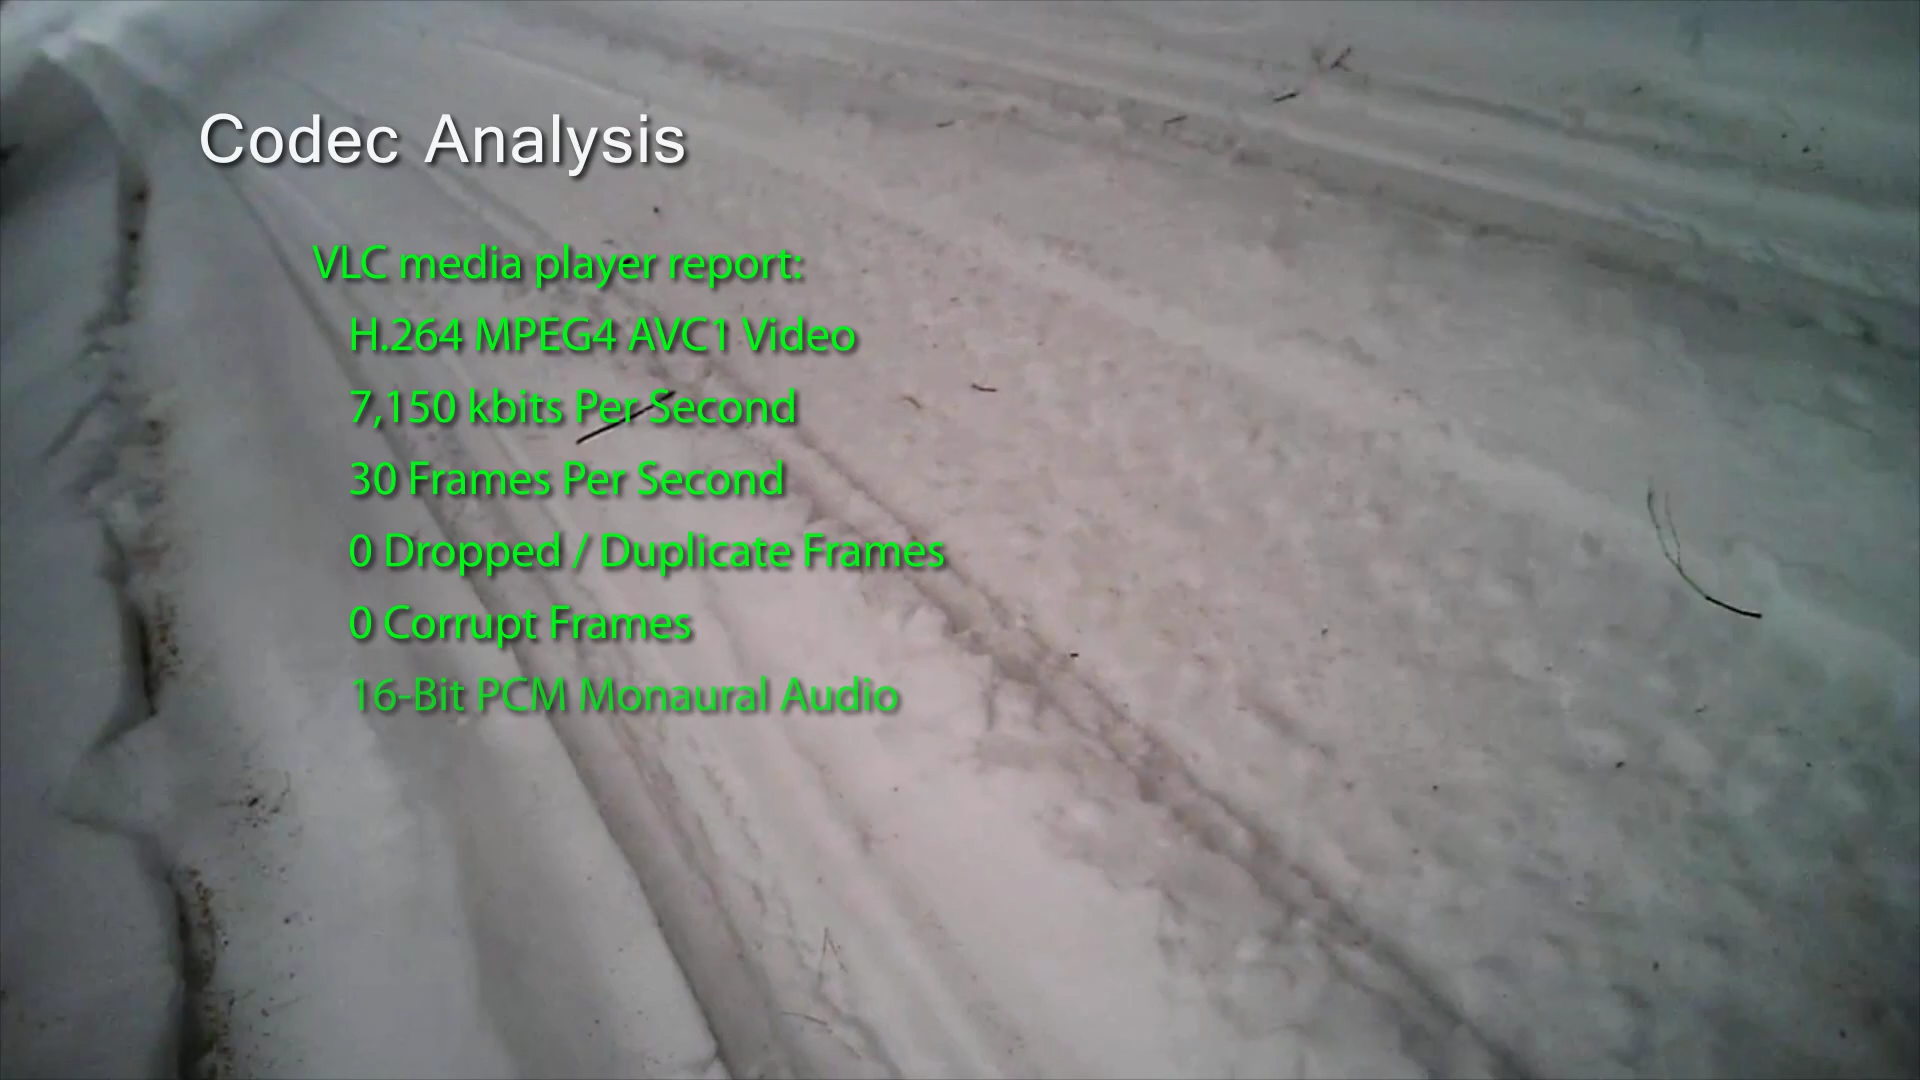 Codec Analysis
VLC media player report:
H.264 MPEG4 AVC1 Video
7,150 kbits Per Second
30 Frames Per Second
0 Dropped / Duplicate Frames
0 Corrupt Frames
16-Bit PCM Monaural Audio